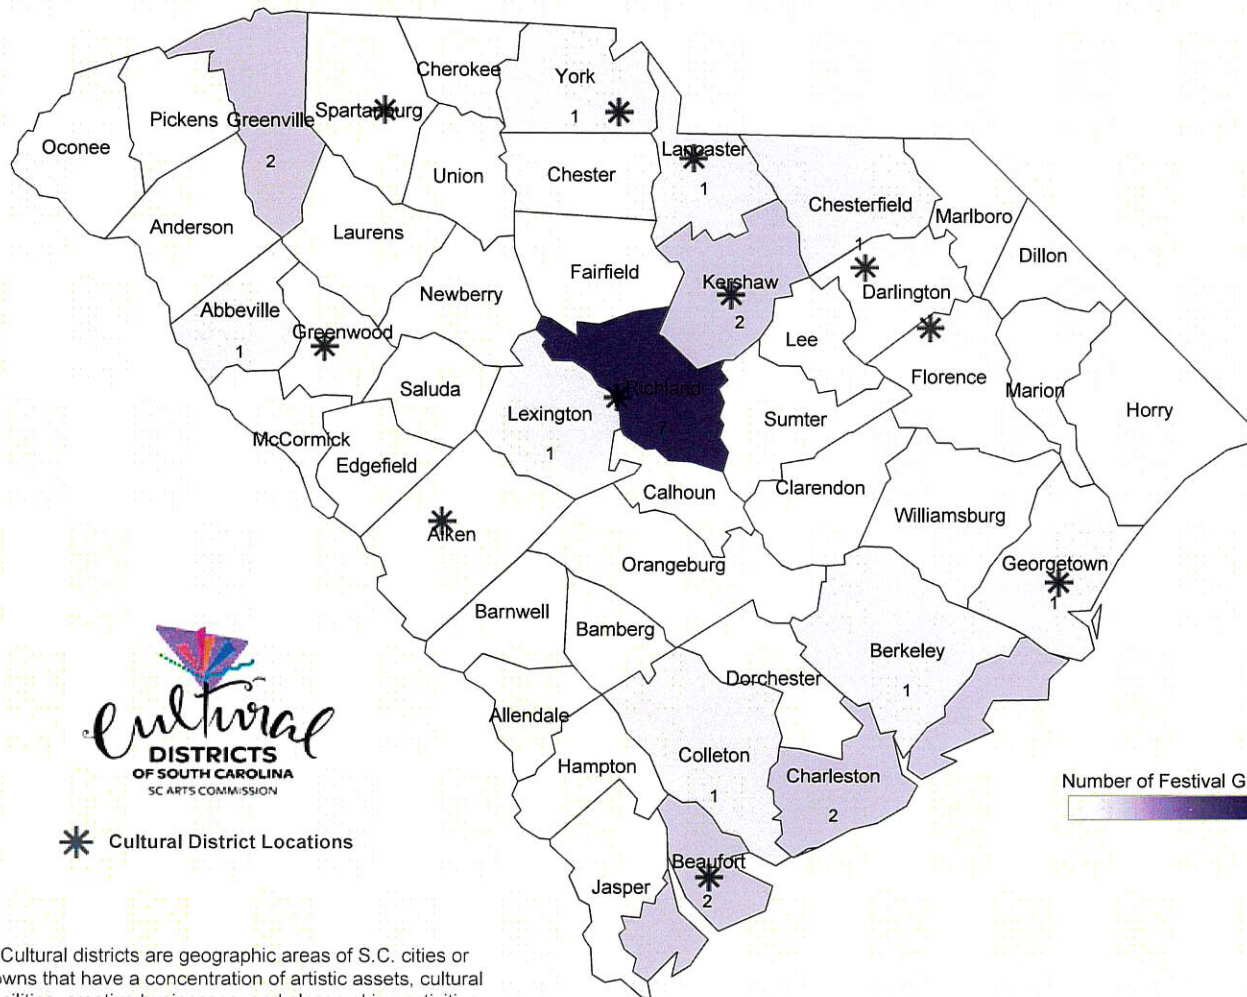 Cherokee
York
1
Spartanburg
Pickens
Greenville
2
Oconee
Union
Chester
Lancaster
1
Chesterfield
1
Marlboro
Dillon
Anderson
Laurens
Fairfield
Kershaw
2
Darlington
Newberry
Abbeville
1
Greenwood
Lee
Florence
Marion
Horry
Saluda
Richland
7
Lexington
1
Sumter
McCormick
Edgefield
Calhoun
Clarendon
Williamsburg
Aiken
Orangeburg
Georgetown
1
Barnwell
Bamberg
Berkeley
1
Dorchester
Allendale
Colleton
1
Hampton
Charleston
2
Beaufort
2
Jasper
Cultural
DISTRICTS
OF SOUTH CAROLINA
SC ARTS COMMISSION
Cultural District Locations
Number of Festival G
Cultural districts are geographic areas of S.C. cities or
owns that have a concentration of artistic assets, cultural